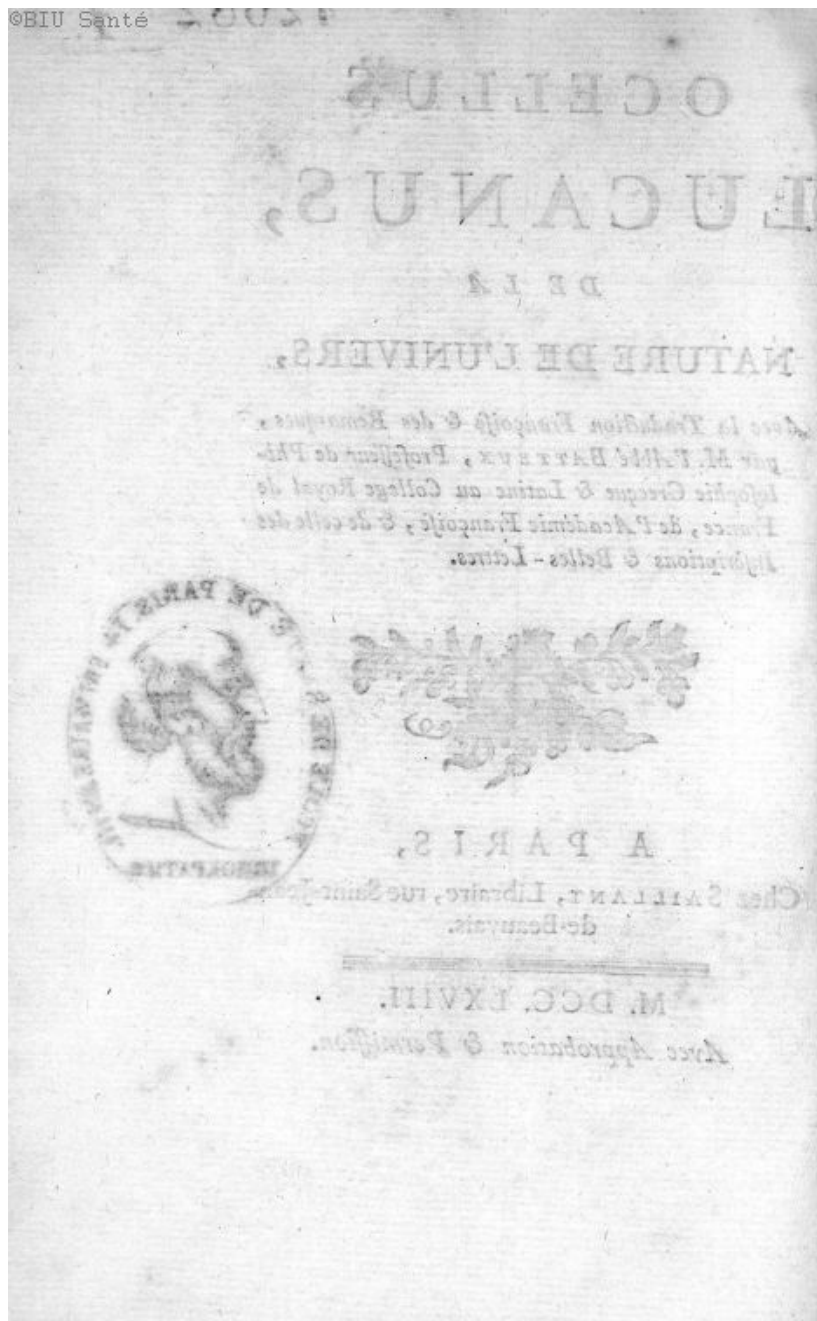 ©BIU Santé
OCELLUS
LUCANUS,
DE LA
NATURE DE L'UNIVERS,
Avec la Traduction Françoise & des Remarques,
par M. l'Abbé BATTEUX, Professeur de Phi-
losophie Grecque & Latine au College Royal de
France, de l'Académie Françoise, & de celle des
Inscriptions & Belles-Lettres.
DE PARIS
A PARIS,
Chez SAILLANT, Libraire, rue Saint-Jean-
de-Beauvais.
M. DCC. LXVIII.
Avec Approbation & Permission.